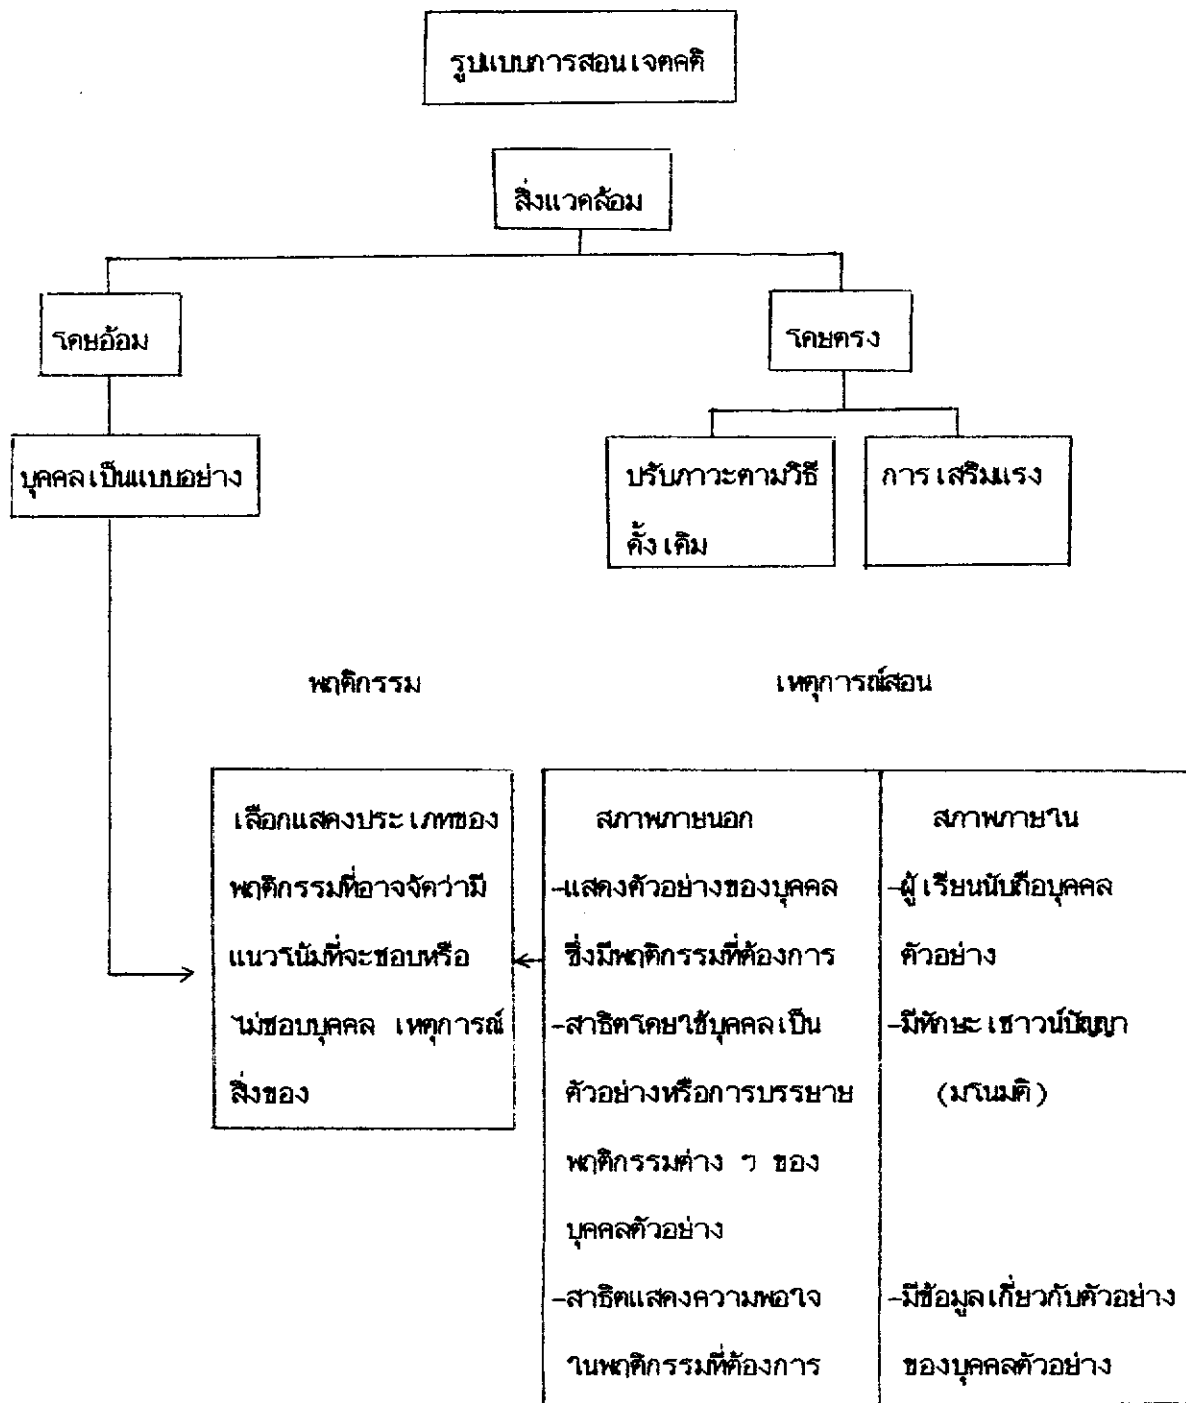 รูปแบบการสอนเจตคติ
สิ่งแวดล้อม
โดยอ้อม
โดยตรง
บุคคลเป็นแบบอย่าง
ปรับภาวะตามวิธี
ดั้งเดิม
การเสริมแรง
พฤติกรรม
เหตุการณ์สอน
เลือกแสดงประเภทของ
พฤติกรรมที่อาจจัดว่ามี
แนวโน้มที่จะชอบหรือ
ไม่ชอบบุคคล เหตุการณ์
สิ่งของ
สภาพภายนอก
-แสดงตัวอย่างของบุคคล
ซึ่งมีพฤติกรรมที่ต้องการ
-สาธิตโดยใช้บุคคลเป็น
ตัวอย่างหรือการบรรยาย
พฤติกรรมต่าง ๆ ของ
บุคคลตัวอย่าง
-สาธิตแสดงความพอใจ
ในพฤติกรรมที่ต้องการ
สภาพภายใน
-ผู้เรียนนับถือบุคคล
ตัวอย่าง
-มีทักษะเชาวน์ปัญญา
(มโนมติ)
-มีข้อมูลเกี่ยวกับตัวอย่าง
ของบุคคลตัวอย่าง